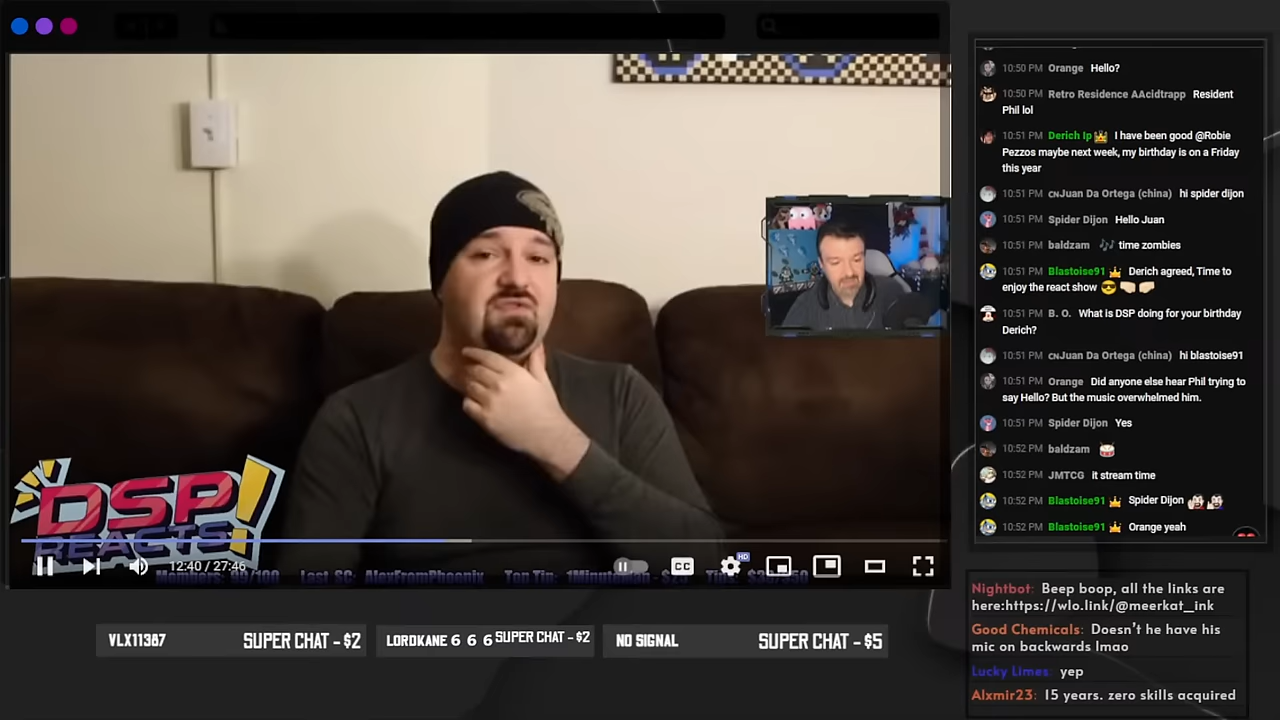 10:50 PM Orange Hello?
10:50 PM Retro Residence AAcidtrapp Resident
Phil lol
10:51 PM Derich Ip I have been good @Robie
Pezzos maybe next week, my birthday is on a Friday
this year
10:51 PM CNJuan Da Ortega (china) hi spider dijon
10:51 PM Spider Dijon Hello Juan
10:51 PM baldzam time zombies
10:51 PM Blastoise91 Derich agreed, Time to
enjoy the react show
10:51 PM B. O. What is DSP doing for your birthday
Derich?
10:51 PM CNJuan Da Ortega (china) hi blastoise91
10:51 PM Orange Did anyone else hear Phil trying to
say Hello? But the music overwhelmed him.
10:51 PM Spider Dijon Yes
10:52 PM baldzam
10:52 PM JMTCG it stream time
10:52 PM Blastoise91 Spider Dijon
10:52 PM Blastoise91 Orange yeah
DSP!
REACTS
12:40 / 27:46
CC
HD
Last SC: AlexFromPhoenix
VLX11387 SUPER CHAT - $2
LORDKANE 6 6 6 SUPER CHAT - $2
NO SIGNAL SUPER CHAT - $5
Nightbot: Beep boop, all the links are
here:https://wlo.link/@meerkat_ink
Good Chemicals: Doesn't he have his
mic on backwards lmao
Lucky Limes: yep
Alxmir23: 15 years. zero skills acquired